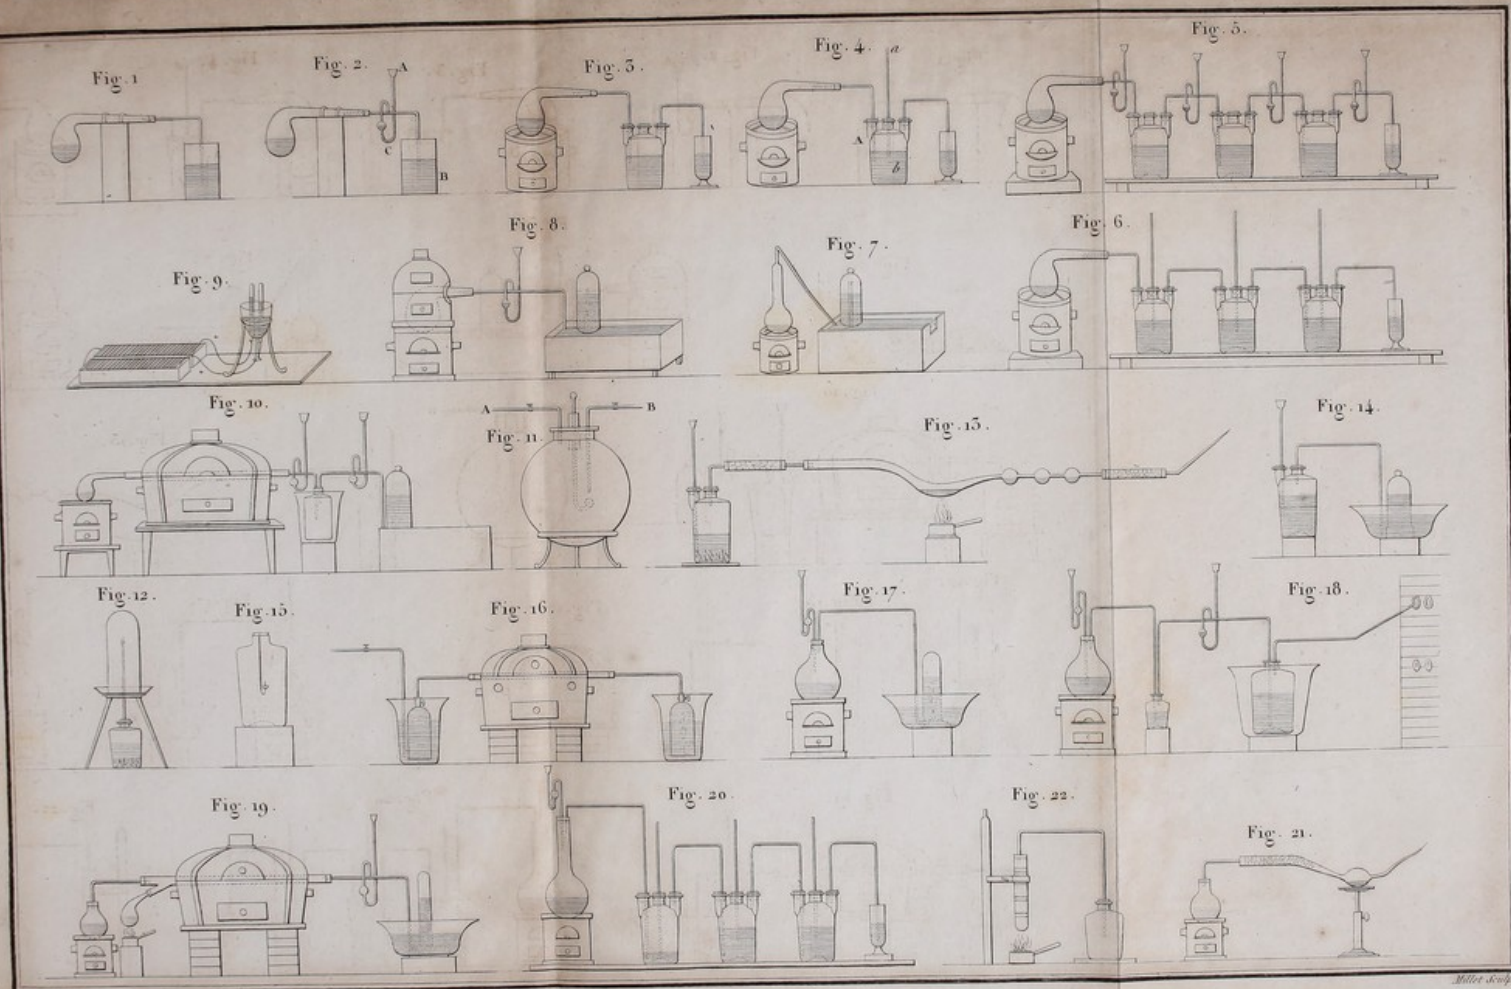 Fig. 1
Fig. 2.
A
C
B
Fig. 3.
Fig. 4.
a
A
b
Fig. 5.
Fig. 9.
Fig. 8.
Fig. 7.
Fig. 6.
Fig. 10.
A
B
Fig. 11.
Fig. 13.
Fig. 14.
Fig. 12.
Fig. 15.
Fig. 16.
Fig. 17.
Fig. 18.
Fig. 19.
Fig. 20.
Fig. 22.
Fig. 21.
Millet Sculp